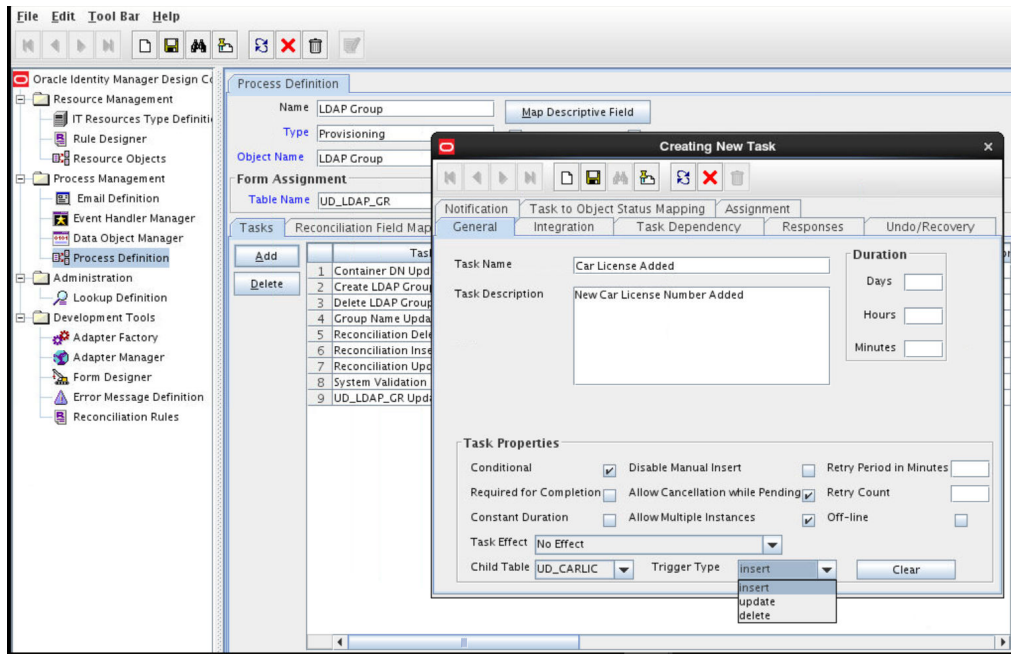 File Edit Tool Bar Help
Oracle Identity Manager Design Co
Resource Management
IT Resources Type Definiti
Rule Designer
Resource Objects
Process Management
Email Definition
Event Handler Manager
Data Object Manager
Process Definition
Administration
Lookup Definition
Development Tools
Adapter Factory
Adapter Manager
Form Designer
Error Message Definition
Reconciliation Rules
Process Definition
Name LDAP Group Map Descriptive Field
Type Provisioning
Object Name LDAP Group
Form Assignment
Table Name UD_LDAP_GR
Tasks Reconciliation Field Map
Add
Delete
Tas
1 Container DN Upd
2 Create LDAP Grou
3 Delete LDAP Group
4 Group Name Upda
5 Reconciliation Dele
6 Reconciliation Inse
7 Reconciliation Upd
8 System Validation
9 UD_LDAP_GR Upda
Creating New Task
Notification Task to Object Status Mapping Assignment
General Integration Task Dependency Responses Undo/Recovery
Task Name Car License Added
Task Description New Car License Number Added
Duration
Days
Hours
Minutes
Task Properties
Conditional Disable Manual Insert Retry Period in Minutes
Required for Completion Allow Cancellation while Pending Retry Count
Constant Duration Allow Multiple Instances Off-line
Task Effect No Effect
Child Table UD_CARLIC Trigger Type insert Clear
insert
update
delete